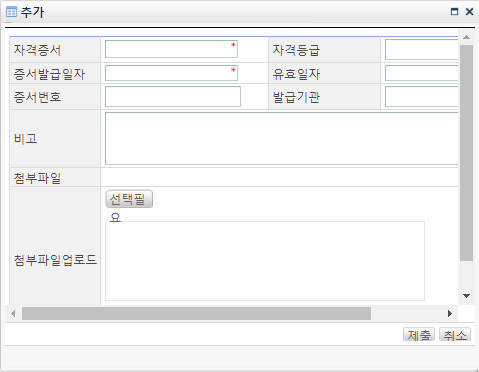 추가
자격증서 * 자격등급
증서발급일자 * 유효일자
증서번호 발급기관
비고
첨부파일
선택필
요
첨부파일업로드
제출 취소